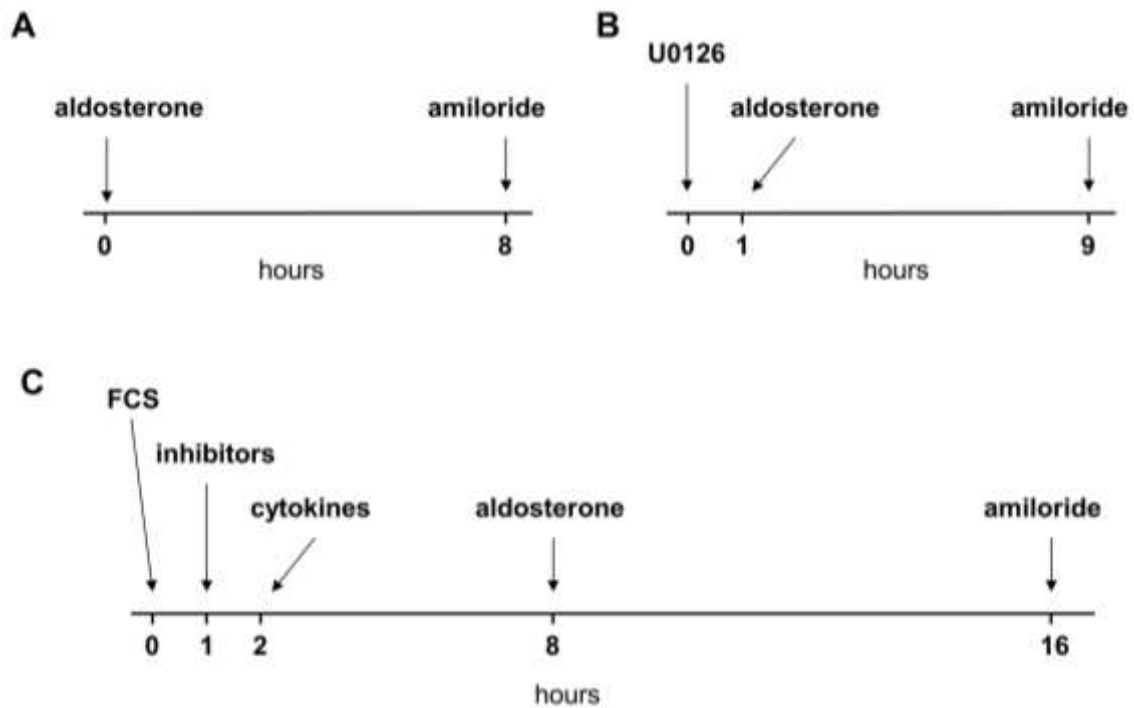 A
aldosterone
amiloride
0
8
hours
B
U0126
aldosterone
amiloride
0
1
9
hours
C
FCS
inhibitors
cytokines
aldosterone
amiloride
0
1
2
8
16
hours